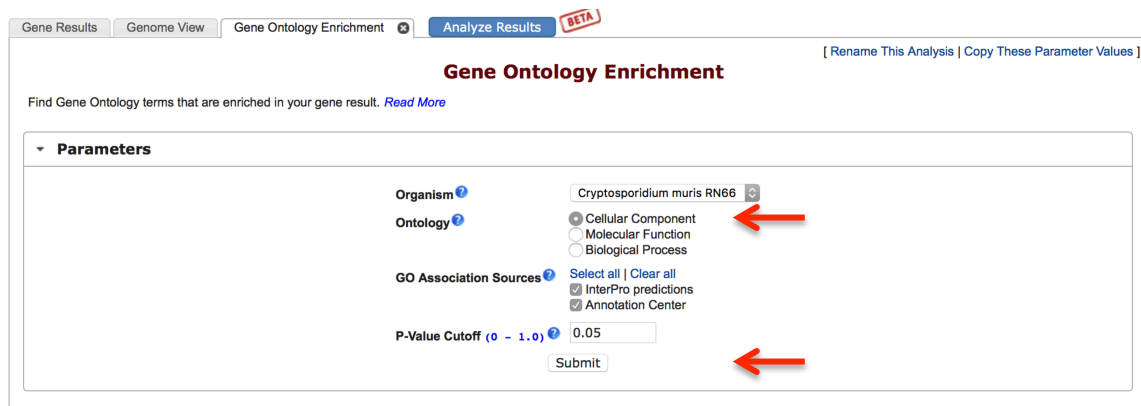 Gene Results Genome View Gene Ontology Enrichment Analyze Results BETA
[ Rename This Analysis | Copy These Parameter Values ]
Gene Ontology Enrichment
Find Gene Ontology terms that are enriched in your gene result. Read More
Parameters
Organism ? Cryptosporidium muris RN66
Ontology ? Cellular Component
Molecular Function
Biological Process
GO Association Sources ? Select all | Clear all
InterPro predictions
Annotation Center
P-Value Cutoff (0 - 1.0) ? 0.05
Submit